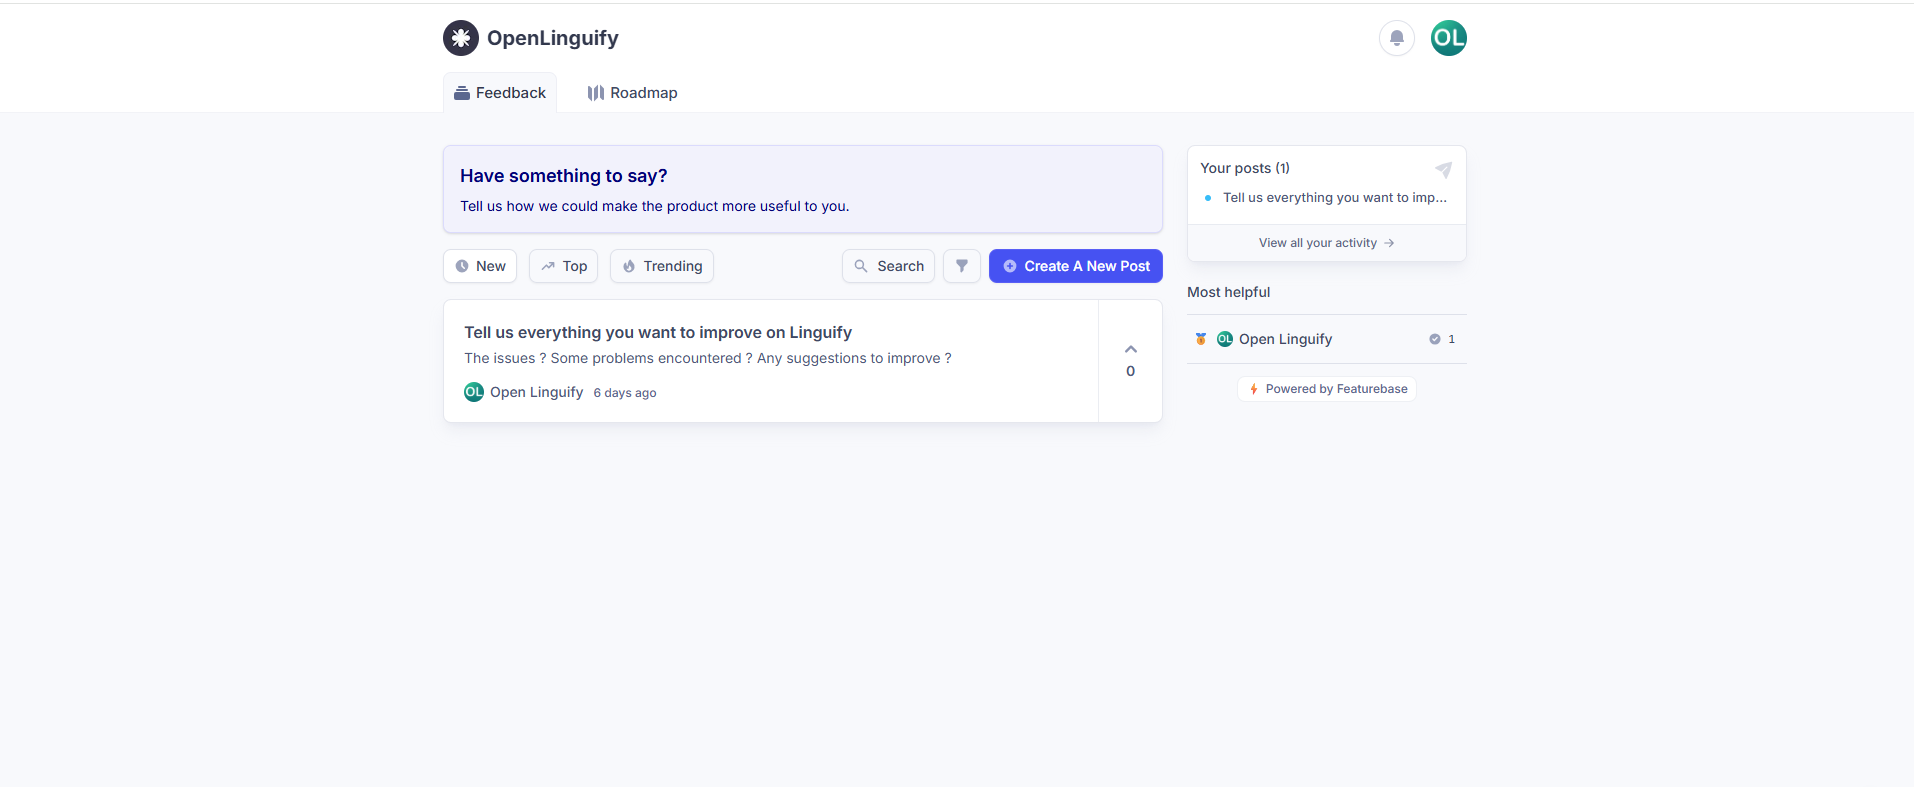 OpenLinguify
OL
Feedback
Roadmap
Have something to say?
Tell us how we could make the product more useful to you.
New
Top
Trending
Search
Create A New Post
Tell us everything you want to improve on Linguify
The issues ? Some problems encountered ? Any suggestions to improve ?
OL Open Linguify 6 days ago
0
Your posts (1)
Tell us everything you want to imp...
View all your activity →
Most helpful
OL Open Linguify 1
Powered by Featurebase